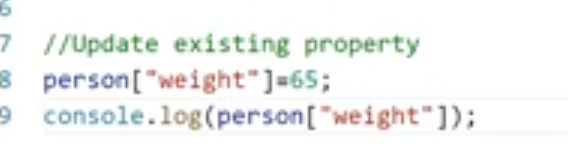 6
7 //Update existing property
8 person["weight"]=65;
9 console.log(person["weight"]);